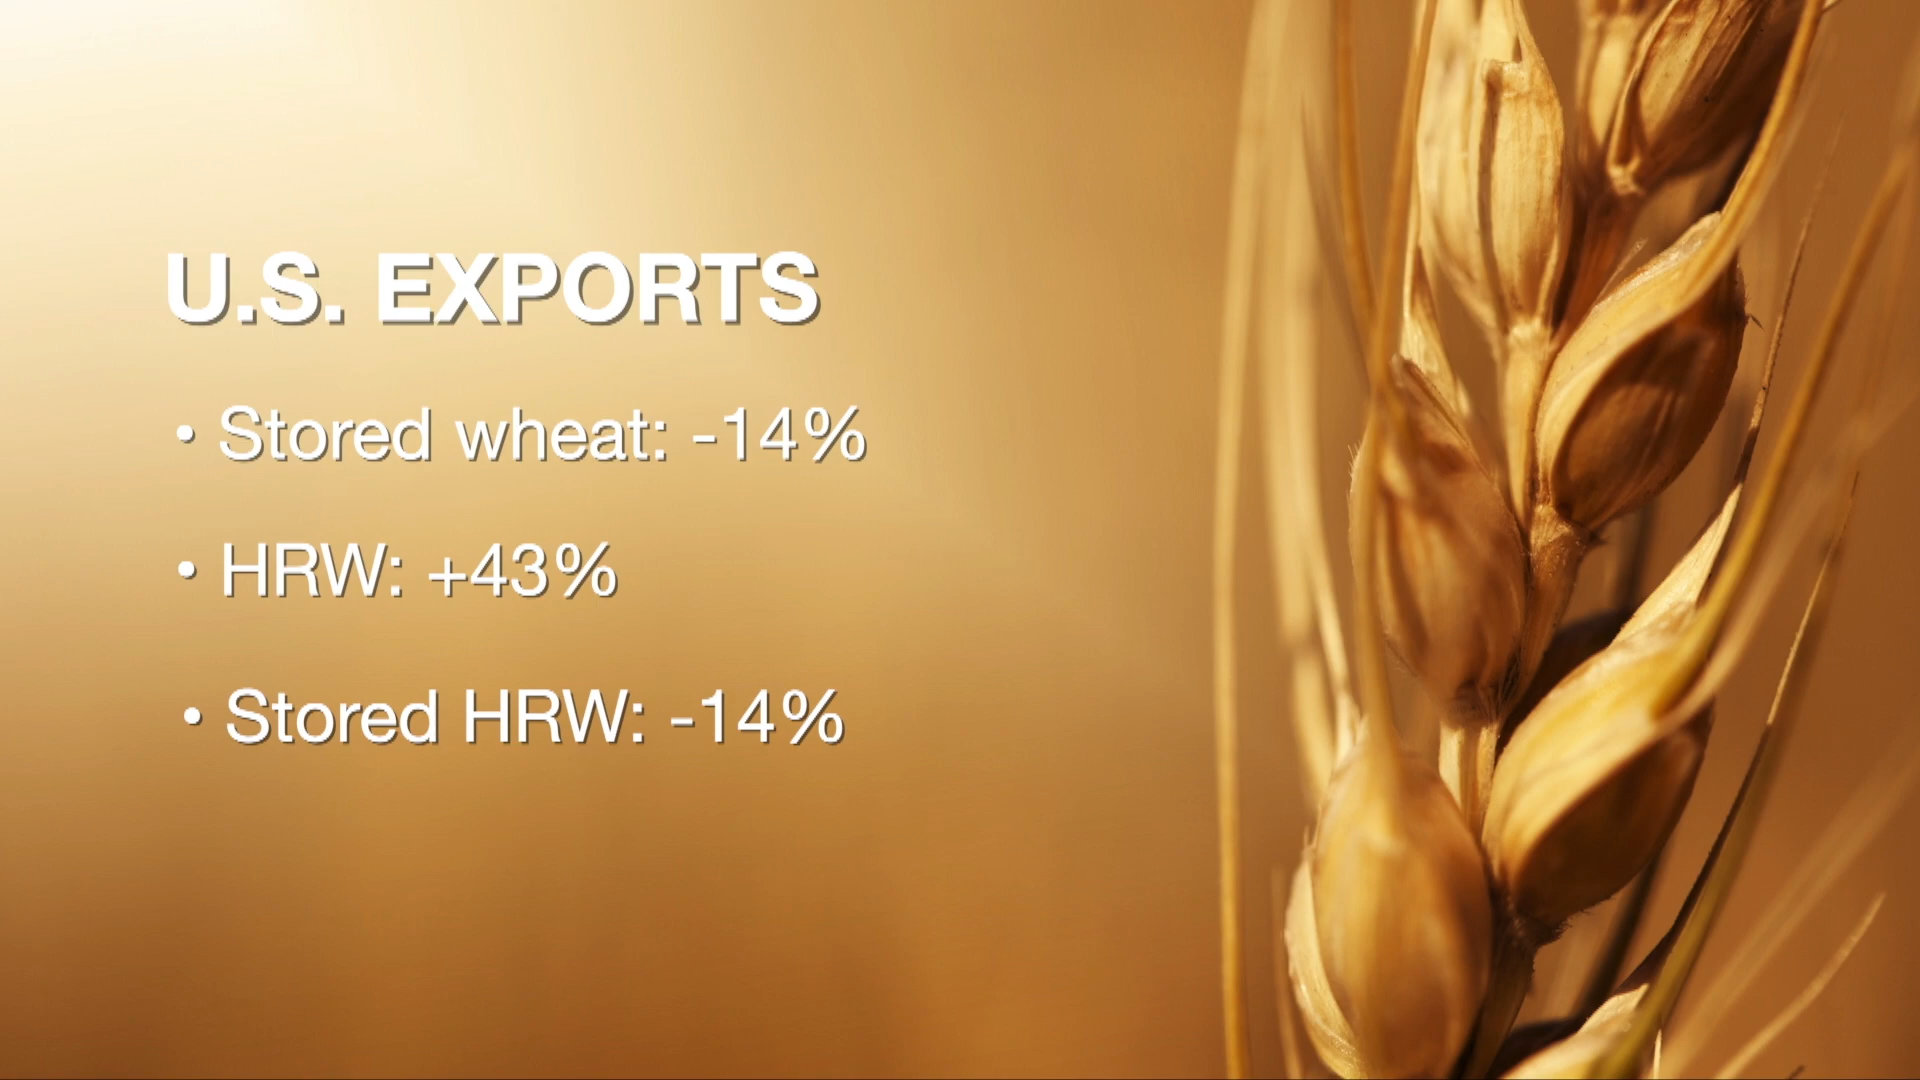 U.S. EXPORTS
• Stored wheat: -14%
• HRW: +43%
• Stored HRW: -14%